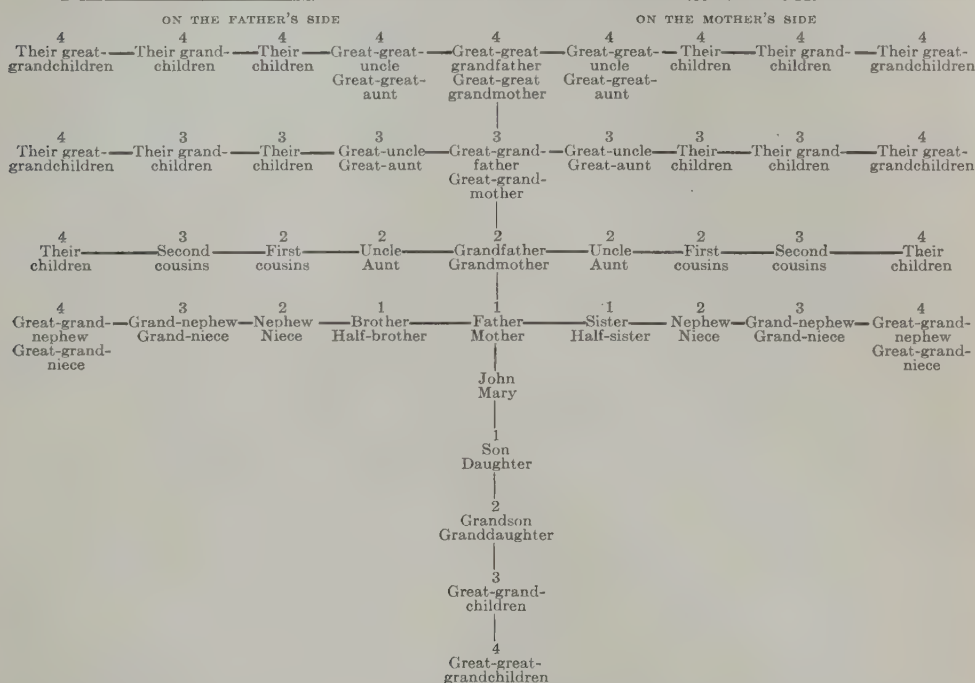 ON THE FATHER'S SIDE ON THE MOTHER'S SIDE
4 4 4 4 4 4 4 4 4
Their great- Their grand- Their Great-great- Great-great Great-great- Their Their grand- Their great-
grandchildren children children uncle grandfather uncle children children grandchildren
Great-great- Great-great Great-great-
aunt grandmother aunt
4 3 3 3 3 3 3 3 4
Their great- Their grand- Their Great-uncle Great-grand- Great-uncle Their Their grand- Their great-
grandchildren children children Great-aunt father Great-aunt children children grandchildren
Great-grand-
mother
4 3 2 2 2 2 2 3 4
Their Second First Uncle Grandfather Uncle First Second Their
children cousins cousins Aunt Grandmother Aunt cousins cousins children
4 3 2 1 1 1 2 3 4
Great-grand- Grand-nephew Nephew Brother Father Sister Nephew Grand-nephew Great-grand-
nephew Grand-niece Niece Half-brother Mother Half-sister Niece Grand-niece nephew
Great-grand- Great-grand-
niece niece
John
Mary
1
Son
Daughter
2
Grandson
Granddaughter
3
Great-grand-
children
4
Great-great-
grandchildren